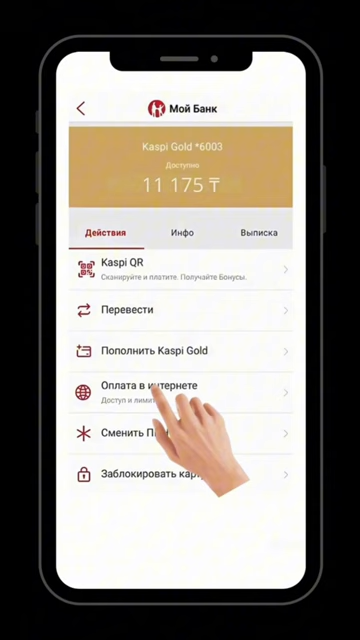 Мой Банк
Kaspi Gold *6003
Доступно
11 175 ₸
Действия
Инфо
Выписка
Kaspi QR
Сканируйте и платите. Получайте Бонусы.
Перевести
Пополнить Kaspi Gold
Оплата в интернете
Доступ и
Сменить
Заблокировать